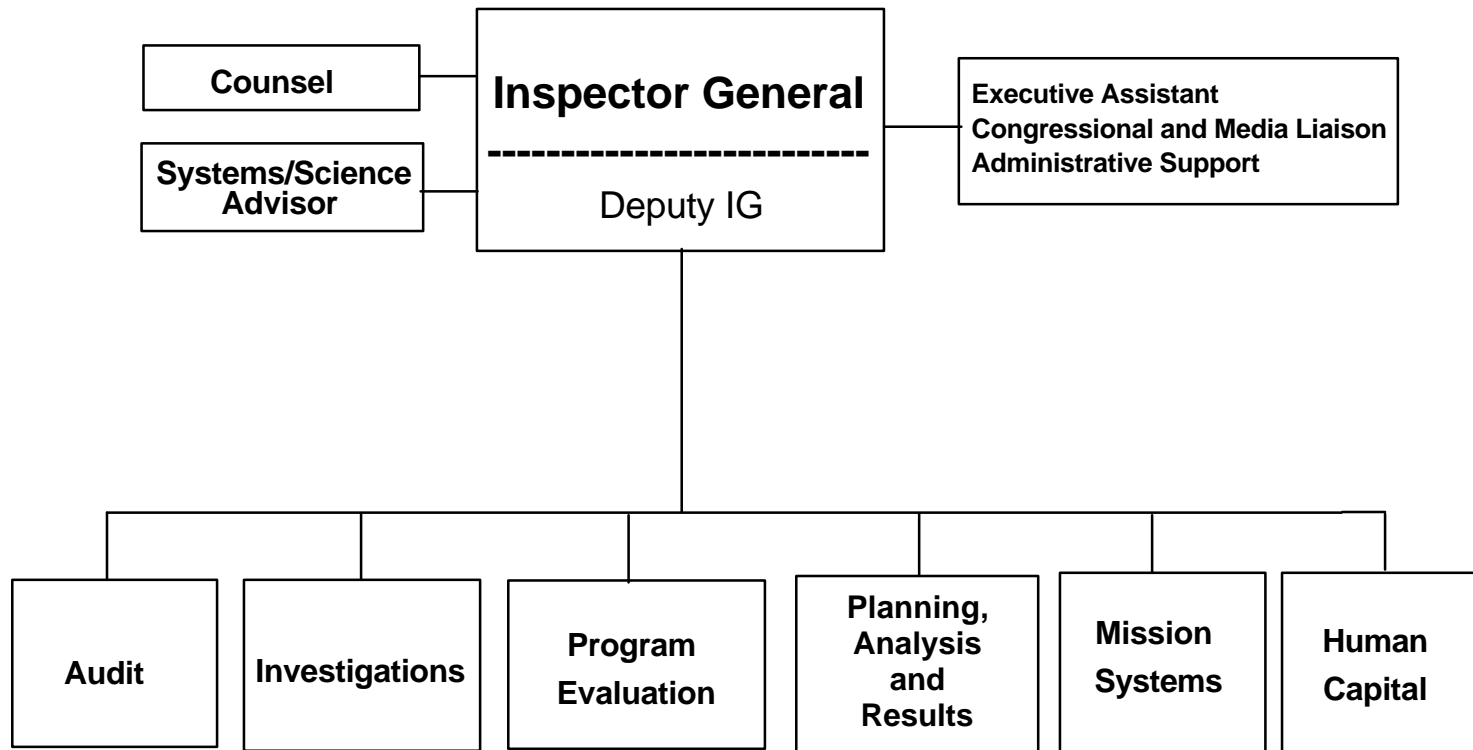 Counsel
Systems/Science
Advisor
Inspector General
Deputy IG
Executive Assistant
Congressional and Media Liaison
Administrative Support
Audit
Investigations
Program
Evaluation
Planning,
Analysis
and
Results
Mission
Systems
Human
Capital